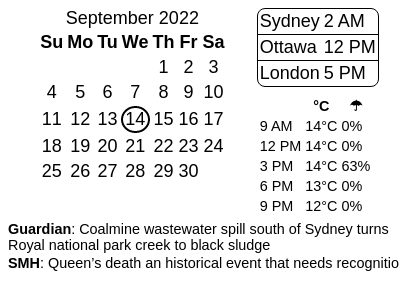 September 2022
Su Mo Tu We Th Fr Sa
1 2 3
4 5 6 7 8 9 10
11 12 13 14 15 16 17
18 19 20 21 22 23 24
25 26 27 28 29 30
Sydney 2 AM
Ottawa 12 PM
London 5 PM
°C ☂
9 AM 14°C 0%
12 PM 14°C 0%
3 PM 14°C 63%
6 PM 13°C 0%
9 PM 12°C 0%
Guardian: Coalmine wastewater spill south of Sydney turns
Royal national park creek to black sludge
SMH: Queen’s death an historical event that needs recognitio